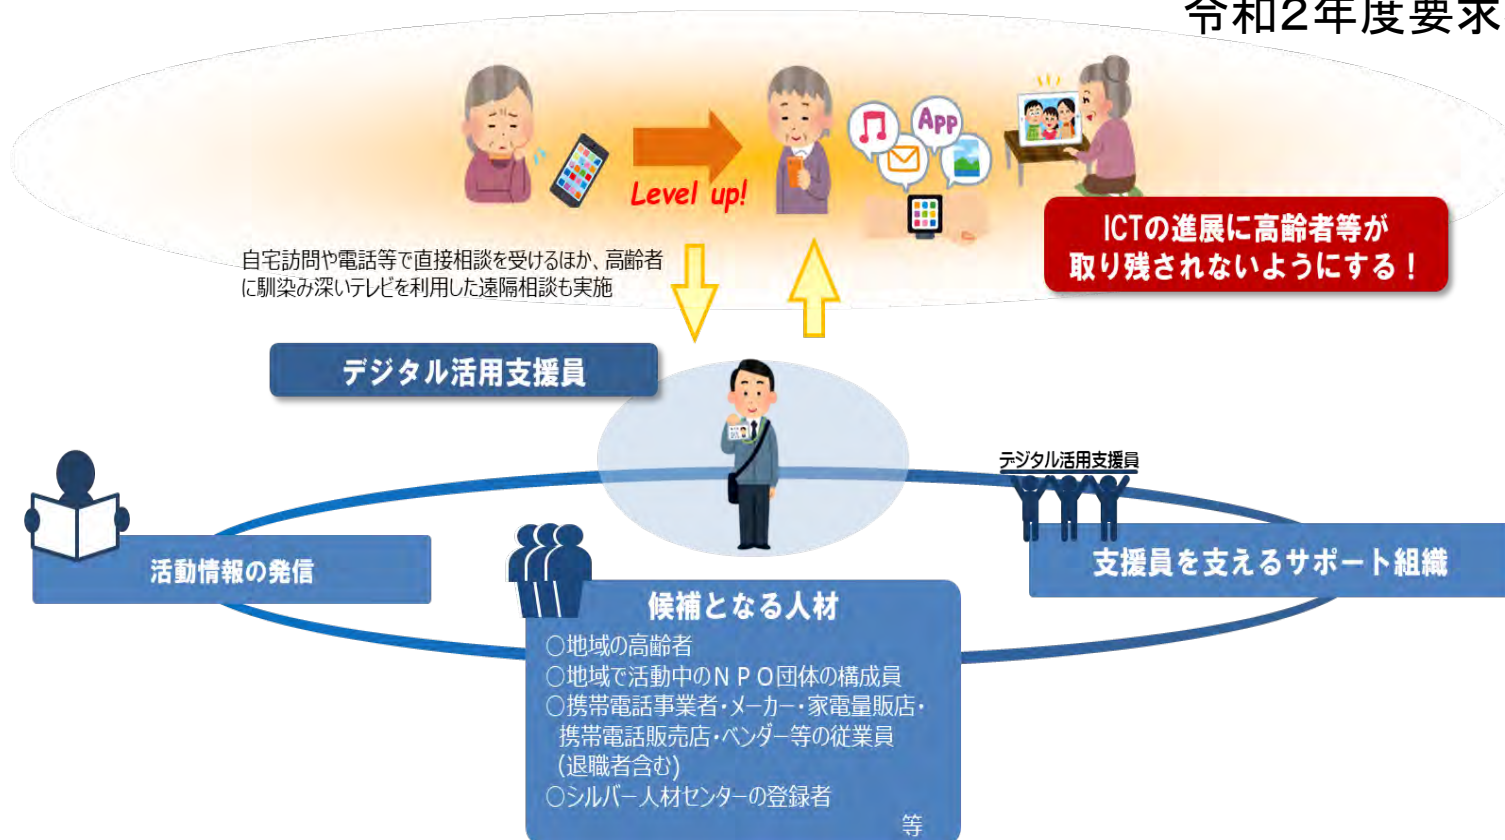 令和2年度要求
App
Level up!
ICTの進展に高齢者等が
取り残されないようにする！
自宅訪問や電話等で直接相談を受けるほか、高齢者
に馴染み深いテレビを利用した遠隔相談も実施
デジタル活用支援員
デジタル活用支援員
活動情報の発信
支援員を支えるサポート組織
候補となる人材
○地域の高齢者
○地域で活動中のＮＰＯ団体の構成員
○携帯電話事業者・メーカー・家電量販店・
携帯電話販売店・ベンダー等の従業員
（退職者含む)
○シルバー人材センターの登録者
等